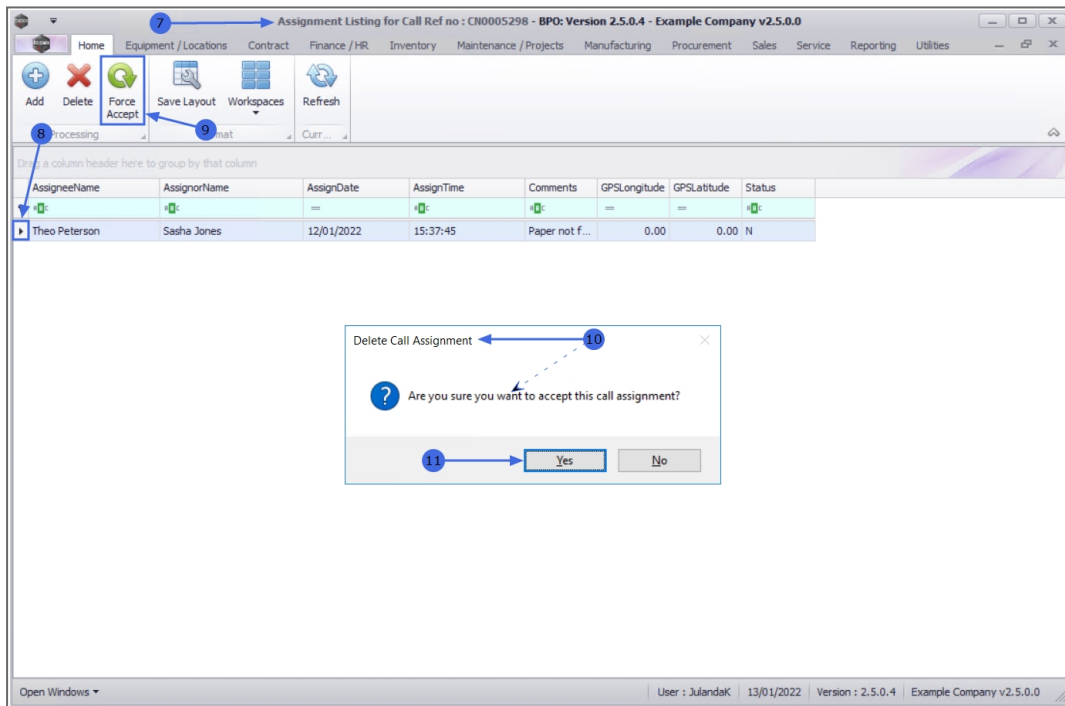 7
Assignment Listing for Call Ref no : CN0005298 - BPO: Version 2.5.0.4 - Example Company v2.5.0.0
Home Equipment / Locations Contract Finance / HR Inventory Maintenance / Projects Manufacturing Procurement Sales Service Reporting Utilities
Add Delete Force Accept Save Layout Workspaces Refresh
8 Processing 9 mat Curr...
Drag a column header here to group by that column
AssigneeName AssignorName AssignDate AssignTime Comments GPSLongitude GPSLatitude Status
Theo Peterson Sasha Jones 12/01/2022 15:37:45 Paper not f... 0.00 0.00 N
Delete Call Assignment 10
? Are you sure you want to accept this call assignment?
11 Yes No
Open Windows User : JulandaK 13/01/2022 Version : 2.5.0.4 Example Company v2.5.0.0